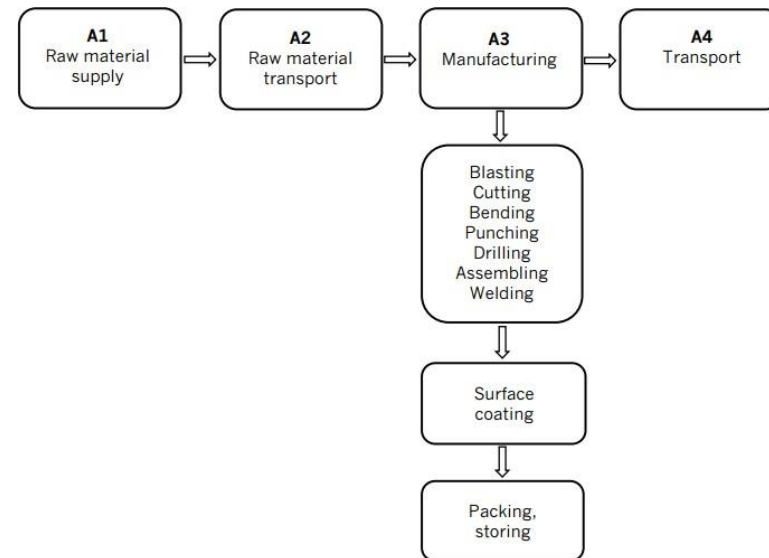 A1
Raw material
supply
A2
Raw material
transport
A3
Manufacturing
A4
Transport
Blasting
Cutting
Bending
Punching
Drilling
Assembling
Welding
Surface
coating
Packing,
storing